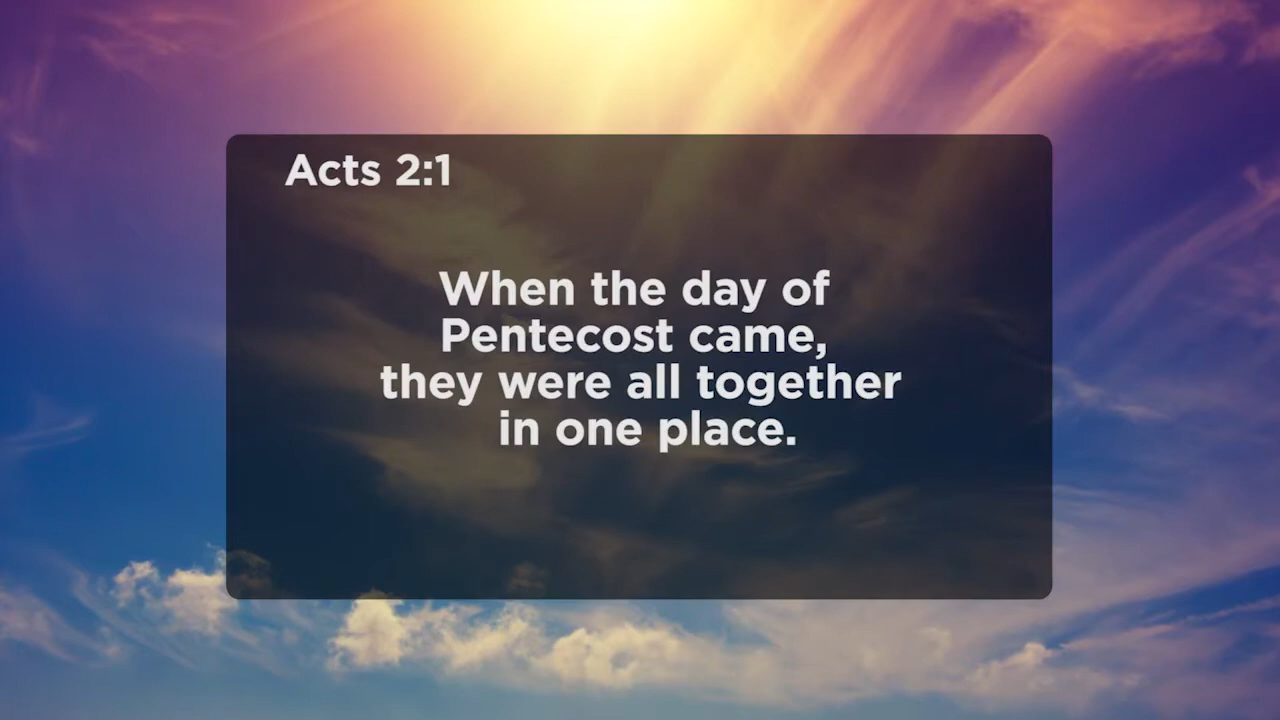 Acts 2:1
When the day of
Pentecost came,
they were all together
in one place.